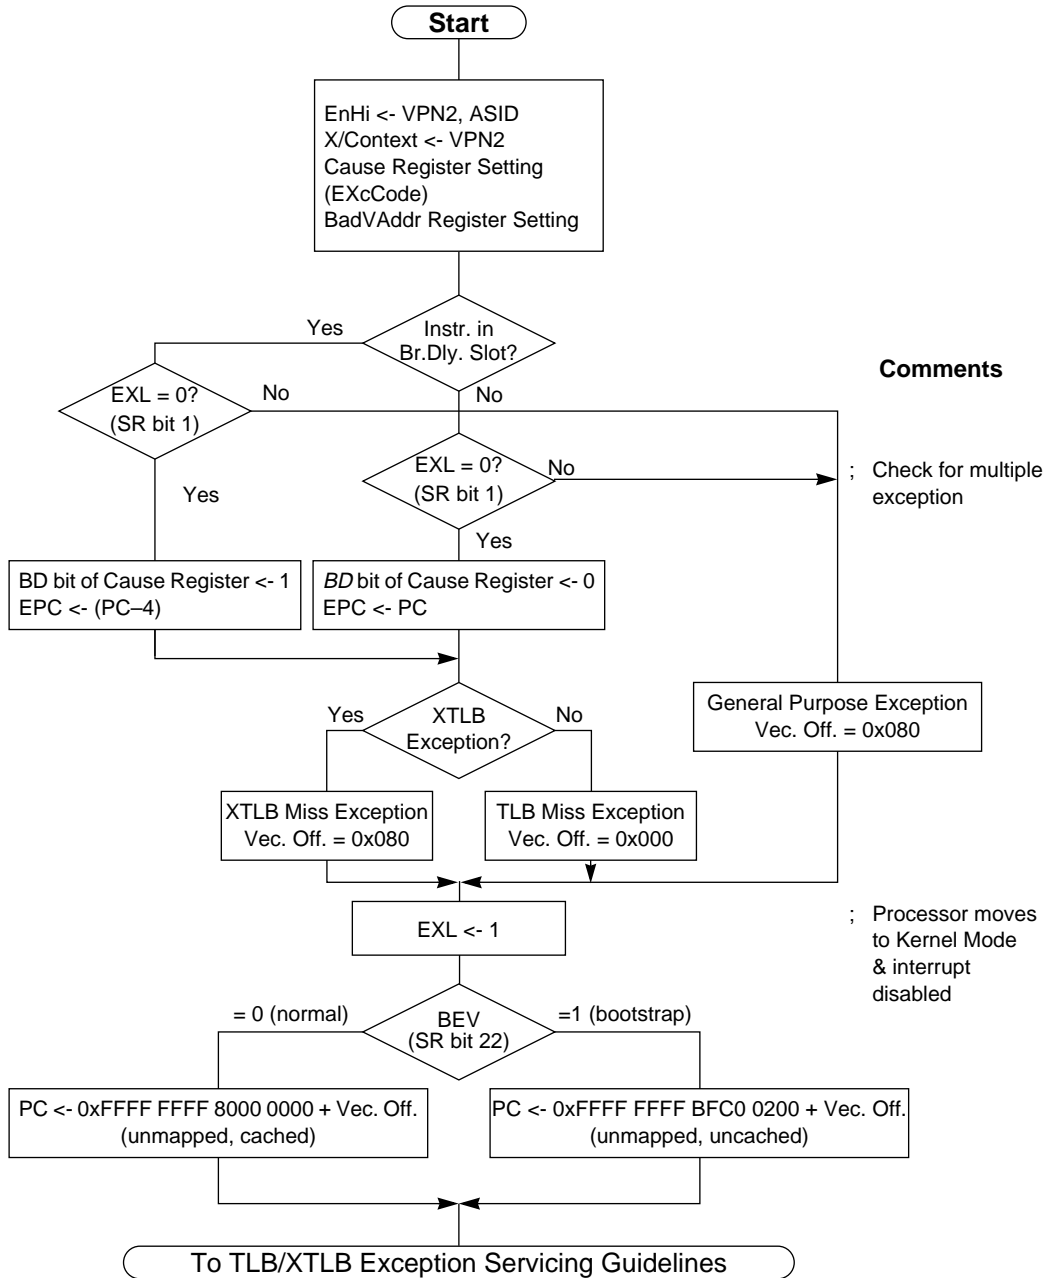 Start
EnHi <- VPN2, ASID
X/Context <- VPN2
Cause Register Setting
(EXcCode)
BadVAddr Register Setting
Yes
Instr. in
Br.Dly. Slot?
Comments
EXL = 0?
(SR bit 1)
No
No
EXL = 0?
(SR bit 1)
No
; Check for multiple
exception
Yes
Yes
BD bit of Cause Register <- 1
EPC <- (PC–4)
BD bit of Cause Register <- 0
EPC <- PC
General Purpose Exception
Vec. Off. = 0x080
Yes
XTLB
Exception?
No
XTLB Miss Exception
Vec. Off. = 0x080
TLB Miss Exception
Vec. Off. = 0x000
EXL <- 1
; Processor moves
to Kernel Mode
& interrupt
disabled
= 0 (normal)
BEV
(SR bit 22)
=1 (bootstrap)
PC <- 0xFFFF FFFF 8000 0000 + Vec. Off.
(unmapped, cached)
PC <- 0xFFFF FFFF BFC0 0200 + Vec. Off.
(unmapped, uncached)
To TLB/XTLB Exception Servicing Guidelines